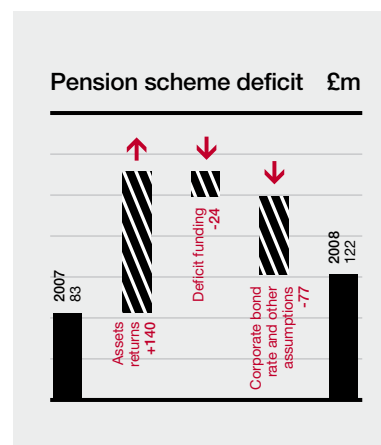 Pension scheme deficit £m
2007
83
Assets
returns
+140
Deficit funding
-24
Corporate bond
rate and other
assumptions
-77
2008
122